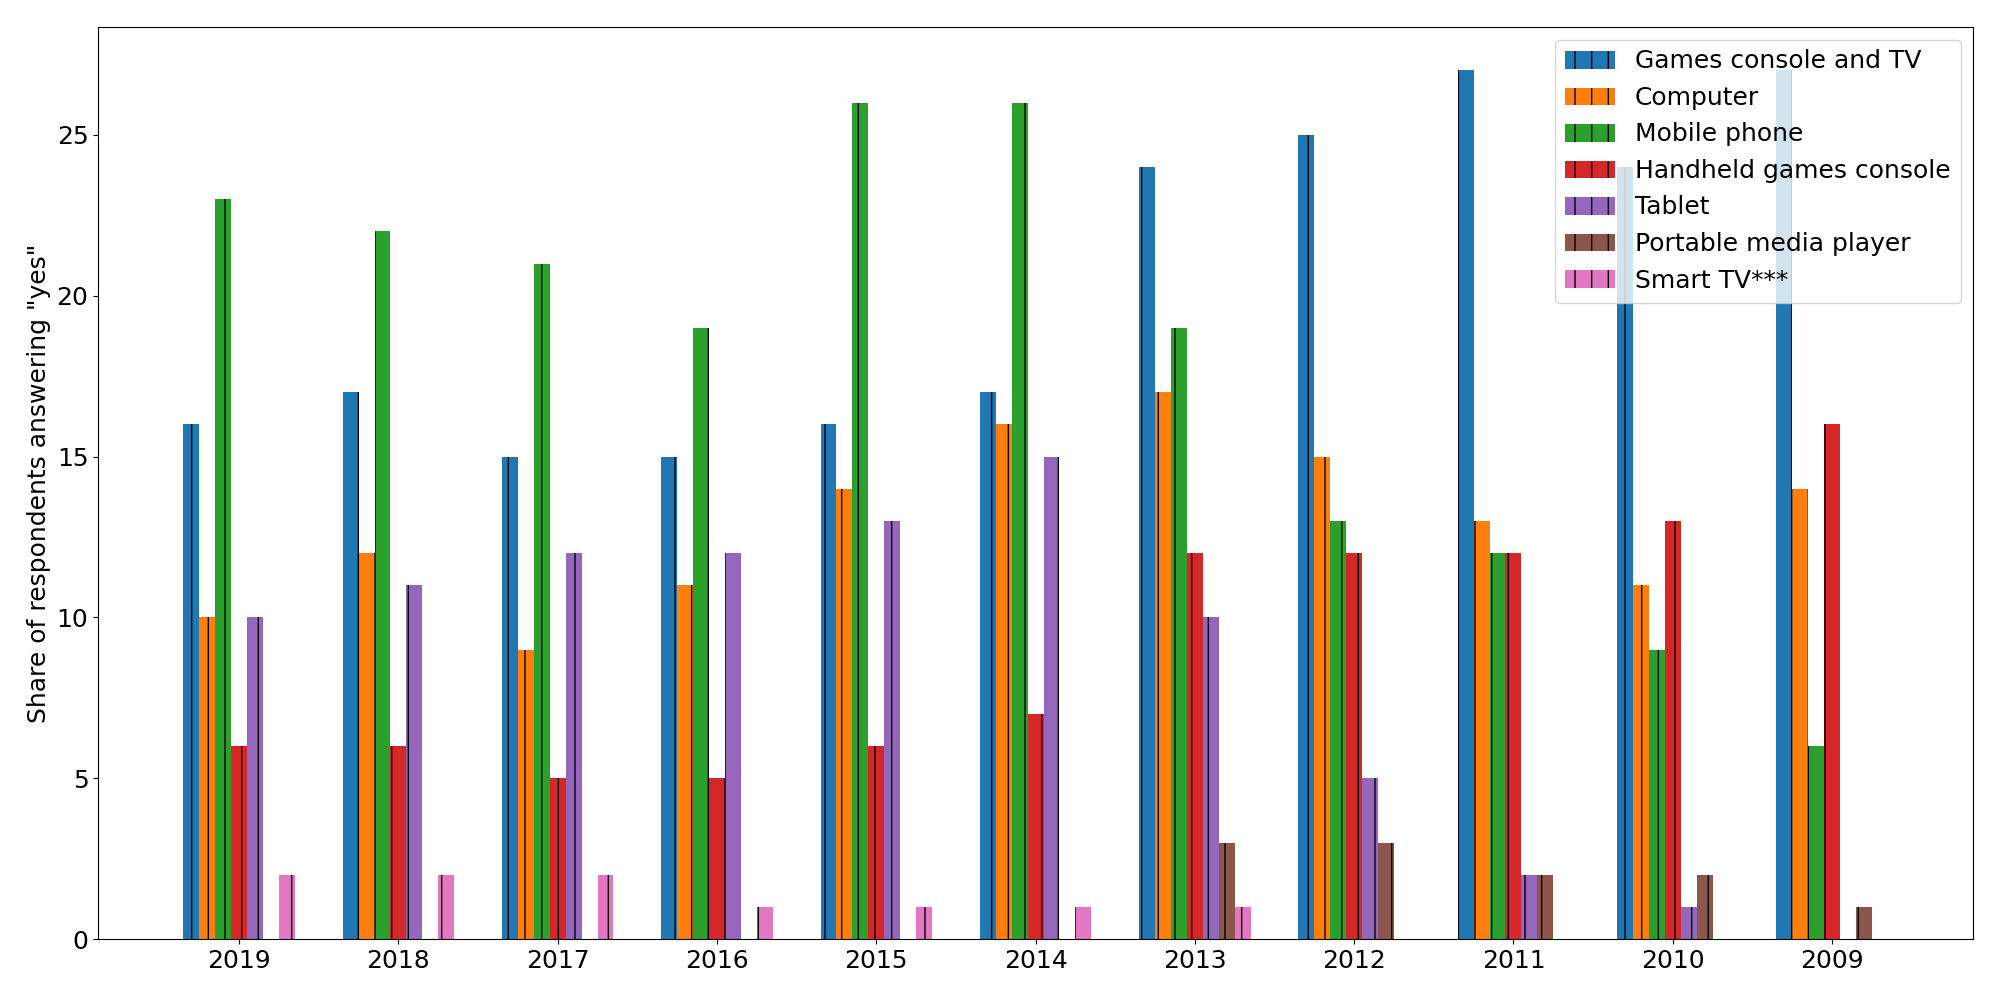 Share of respondents answering "yes"
25
20
15
10
5
0
2019 2018 2017 2016 2015 2014 2013 2012 2011 2010 2009
Games console and TV
Computer
Mobile phone
Handheld games console
Tablet
Portable media player
Smart TV***